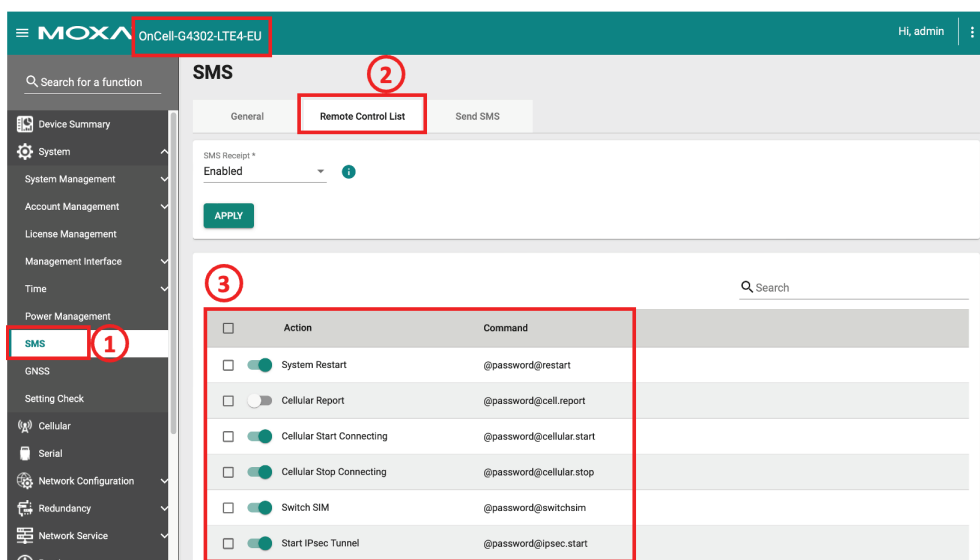 MOXA OnCell-G4302-LTE4-EU
Hi, admin
Search for a function
Device Summary
System
System Management
Account Management
License Management
Management Interface
Time
Power Management
SMS
1
GNSS
Setting Check
Cellular
Serial
Network Configuration
Redundancy
Network Service
SMS
2
General Remote Control List Send SMS
SMS Receipt *
Enabled
APPLY
3
Search
Action Command
System Restart @password@restart
Cellular Report @password@cell.report
Cellular Start Connecting @password@cellular.start
Cellular Stop Connecting @password@cellular.stop
Switch SIM @password@switchsim
Start IPsec Tunnel @password@ipsec.start